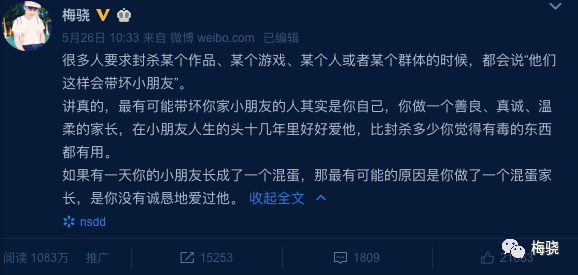 梅骁
5月26日 10:33 来自 微博 weibo.com 已编辑
很多人要求封杀某个作品、某个游戏、某个人或者某个群体的时候，都会说“他们
这样会带坏小朋友”。
讲真的，最有可能带坏你家小朋友的人其实是你自己，你做一个善良、真诚、温
柔的家长，在小朋友人生的头十几年里好好爱他，比封杀多少你觉得有毒的东西
都有用。
如果有一天你的小朋友长成了一个混蛋，那最有可能的原因是你做了一个混蛋家
长，是你没有诚恳地爱过他。 收起全文
nsdd
阅读 1083万 推广 15253 1809
梅骁